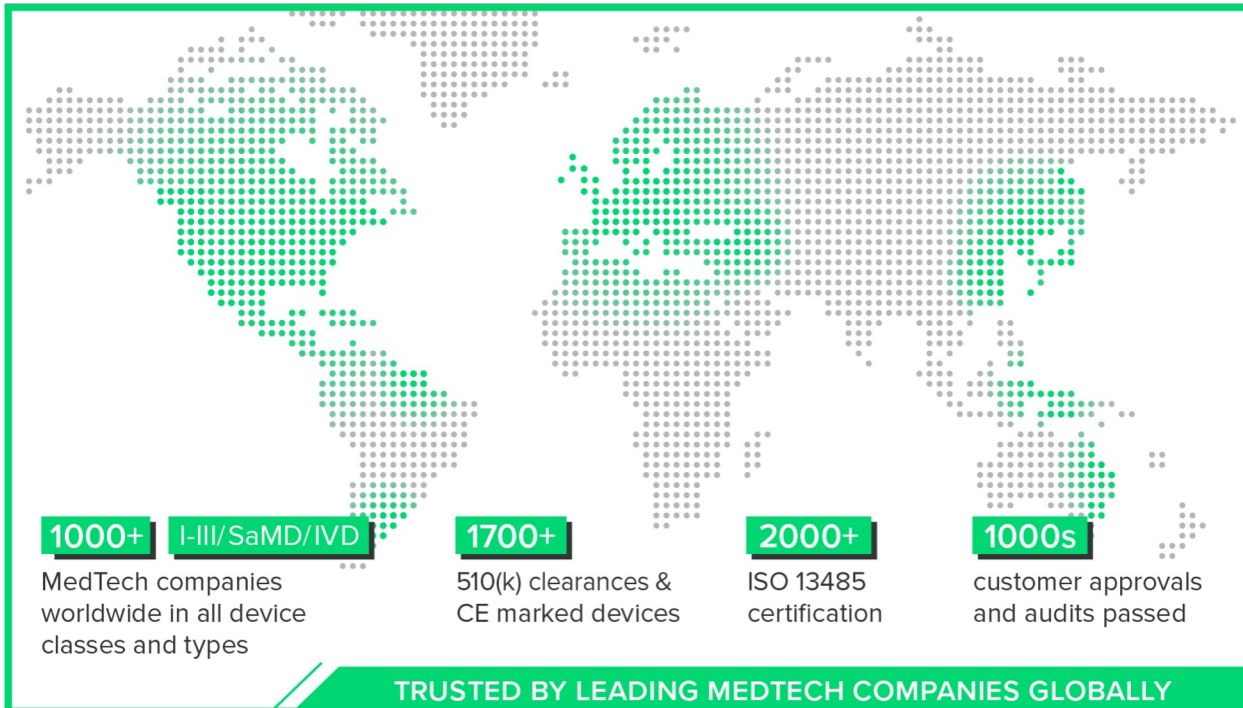 1000+ I-III/SaMD/IVD
MedTech companies
worldwide in all device
classes and types
1700+
510(k) clearances &
CE marked devices
2000+
ISO 13485
certification
1000s
customer approvals
and audits passed
TRUSTED BY LEADING MEDTECH COMPANIES GLOBALLY